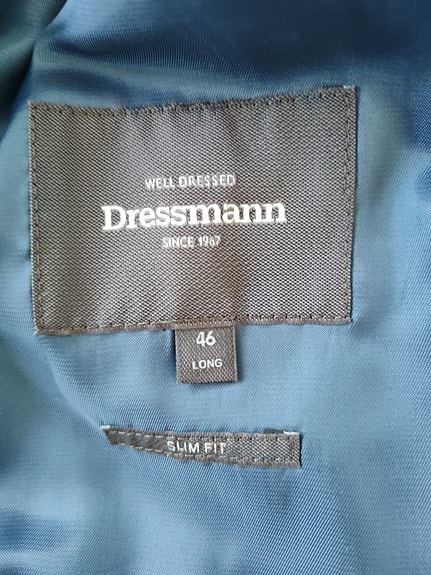 WELL DRESSED
Dressmann
SINCE 1967
46
LONG
SLIM FIT